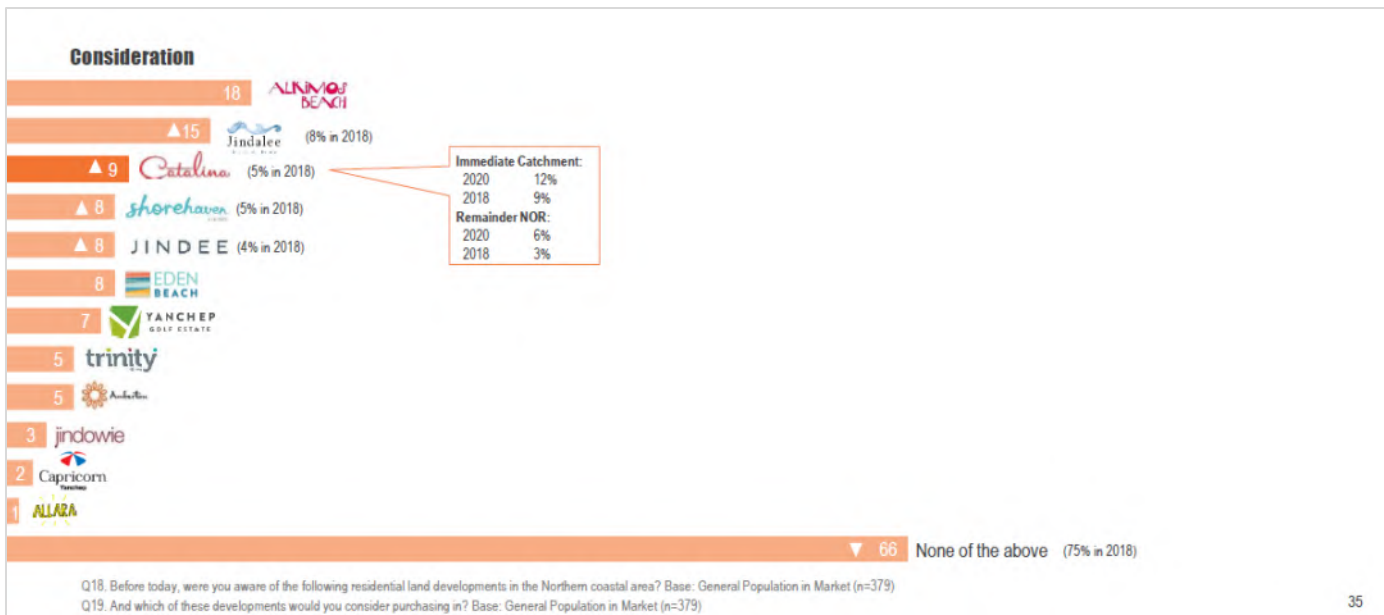 Consideration
18 ALKIMOS BEACH
▲15 Jindalee (8% in 2018)
▲ 9 Catalina (5% in 2018)
Immediate Catchment:
2020 12%
2018 9%
Remainder NOR:
2020 6%
2018 3%
▲ 8 shorehaven (5% in 2018)
▲ 8 JINDEE (4% in 2018)
8 EDEN BEACH
7 YANCHEP GOLF ESTATE
5 trinity
5 Amberton
3 jindowie
2 Capricorn
Yanchep
1 ALLARA
▼ 66 None of the above (75% in 2018)
Q18. Before today, were you aware of the following residential land developments in the Northern coastal area? Base: General Population in Market (n=379)
Q19. And which of these developments would you consider purchasing in? Base: General Population in Market (n=379)
35